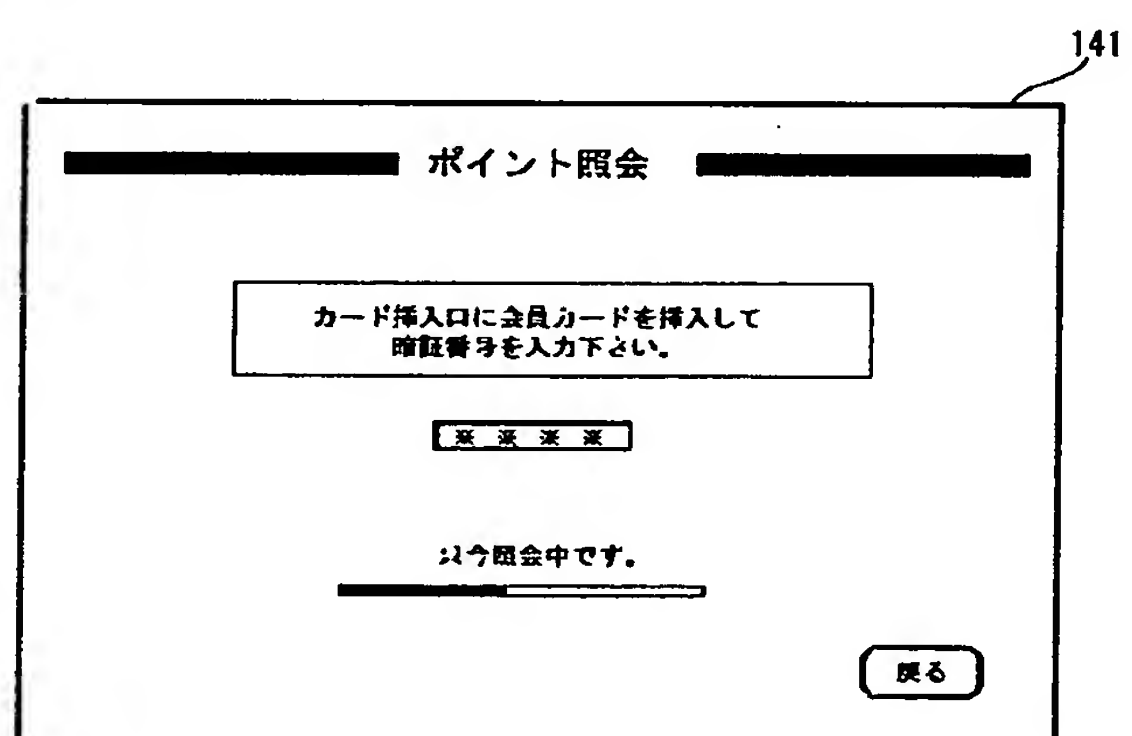 141
ポイント照会
カード挿入口に会員カードを挿入して
暗証番号を入力下さい。
※ ※ ※ ※
只今照会中です。
戻る